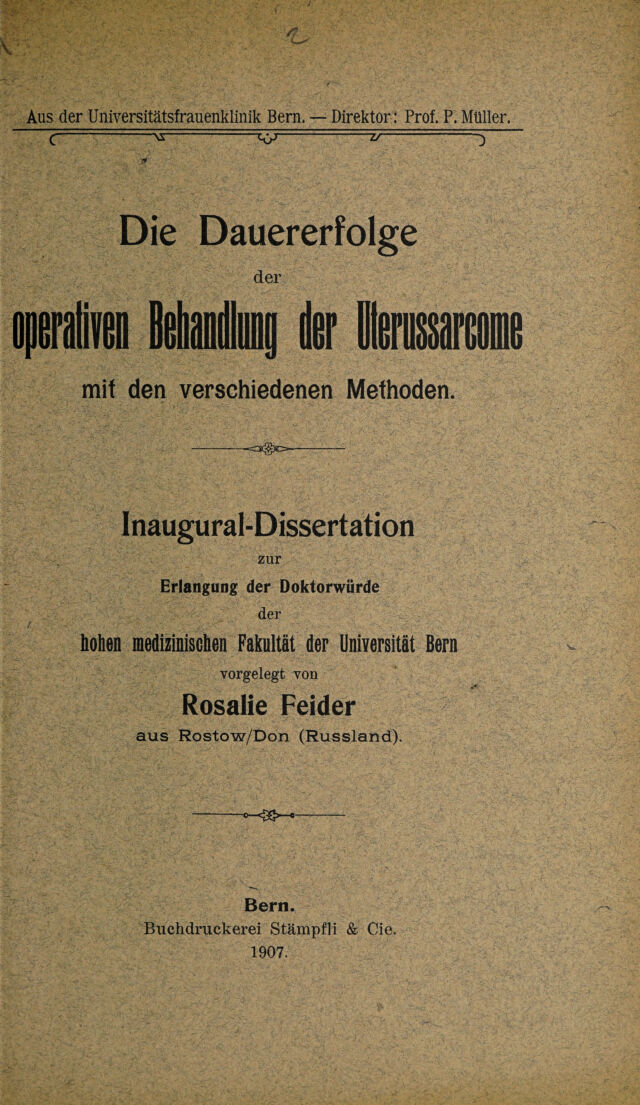 2
Aus der Universitätsfrauenklinik Bern. — Direktor: Prof. P. Müller.
Die Dauererfolge
der
operativen Behandlung der Uterussarcome
mit den verschiedenen Methoden.
Inaugural-Dissertation
zur
Erlangung der Doktorwürde
der
hohen medizinischen Fakultät der Universität Bern
vorgelegt von
Rosalie Feider
aus Rostow/Don (Russland).
Bern.
Buchdruckerei Stämpfli & Cie.
1907.